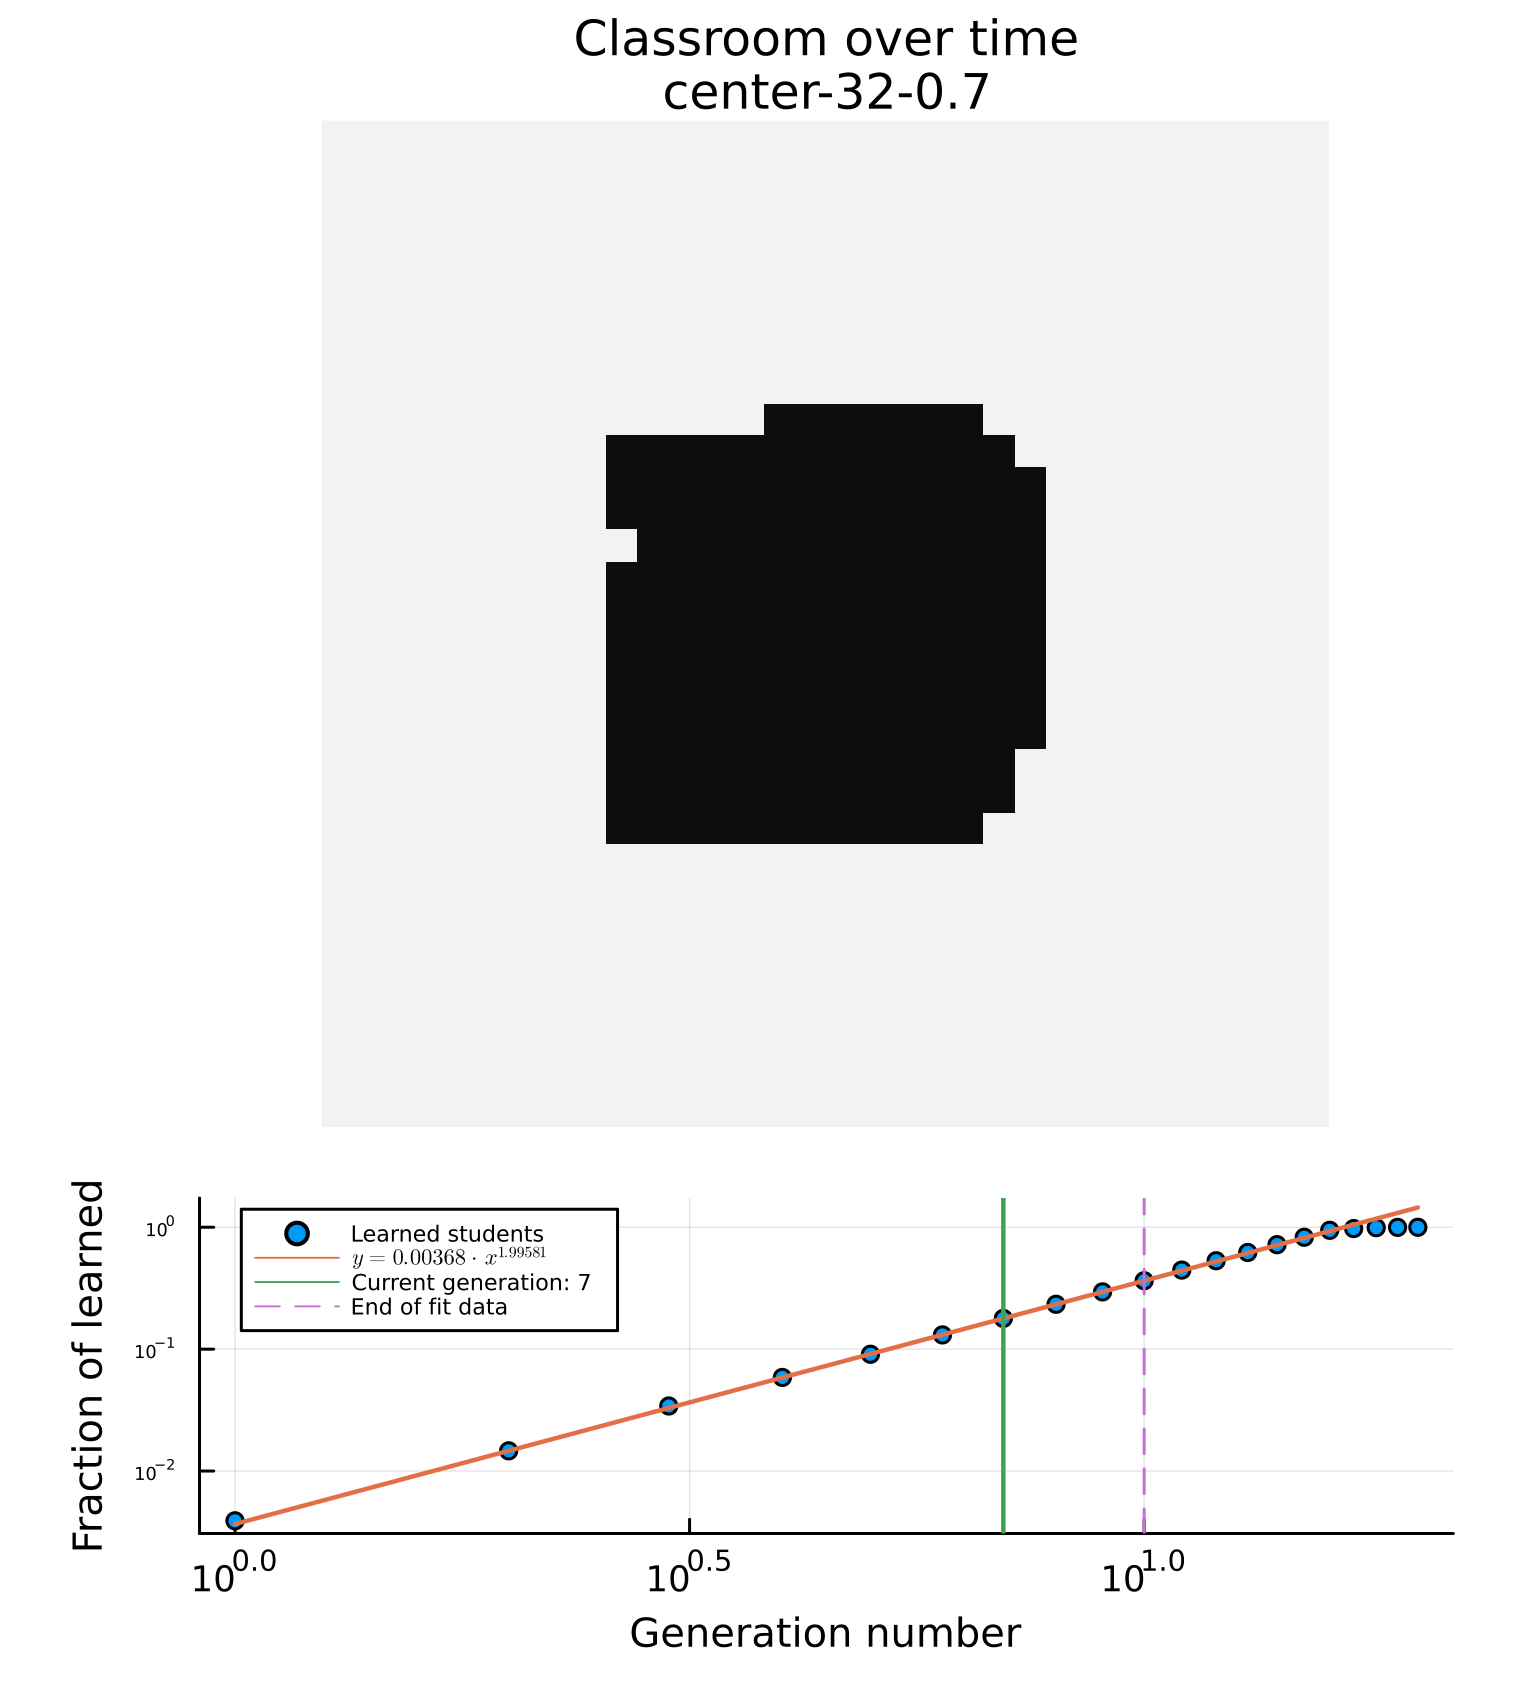 Classroom over time
center-32-0.7
Fraction of learned
10^0
10^-1
10^-2
Learned students
y = 0.00368 · x^1.99581
Current generation: 7
End of fit data
10^0.0 10^0.5 10^1.0
Generation number